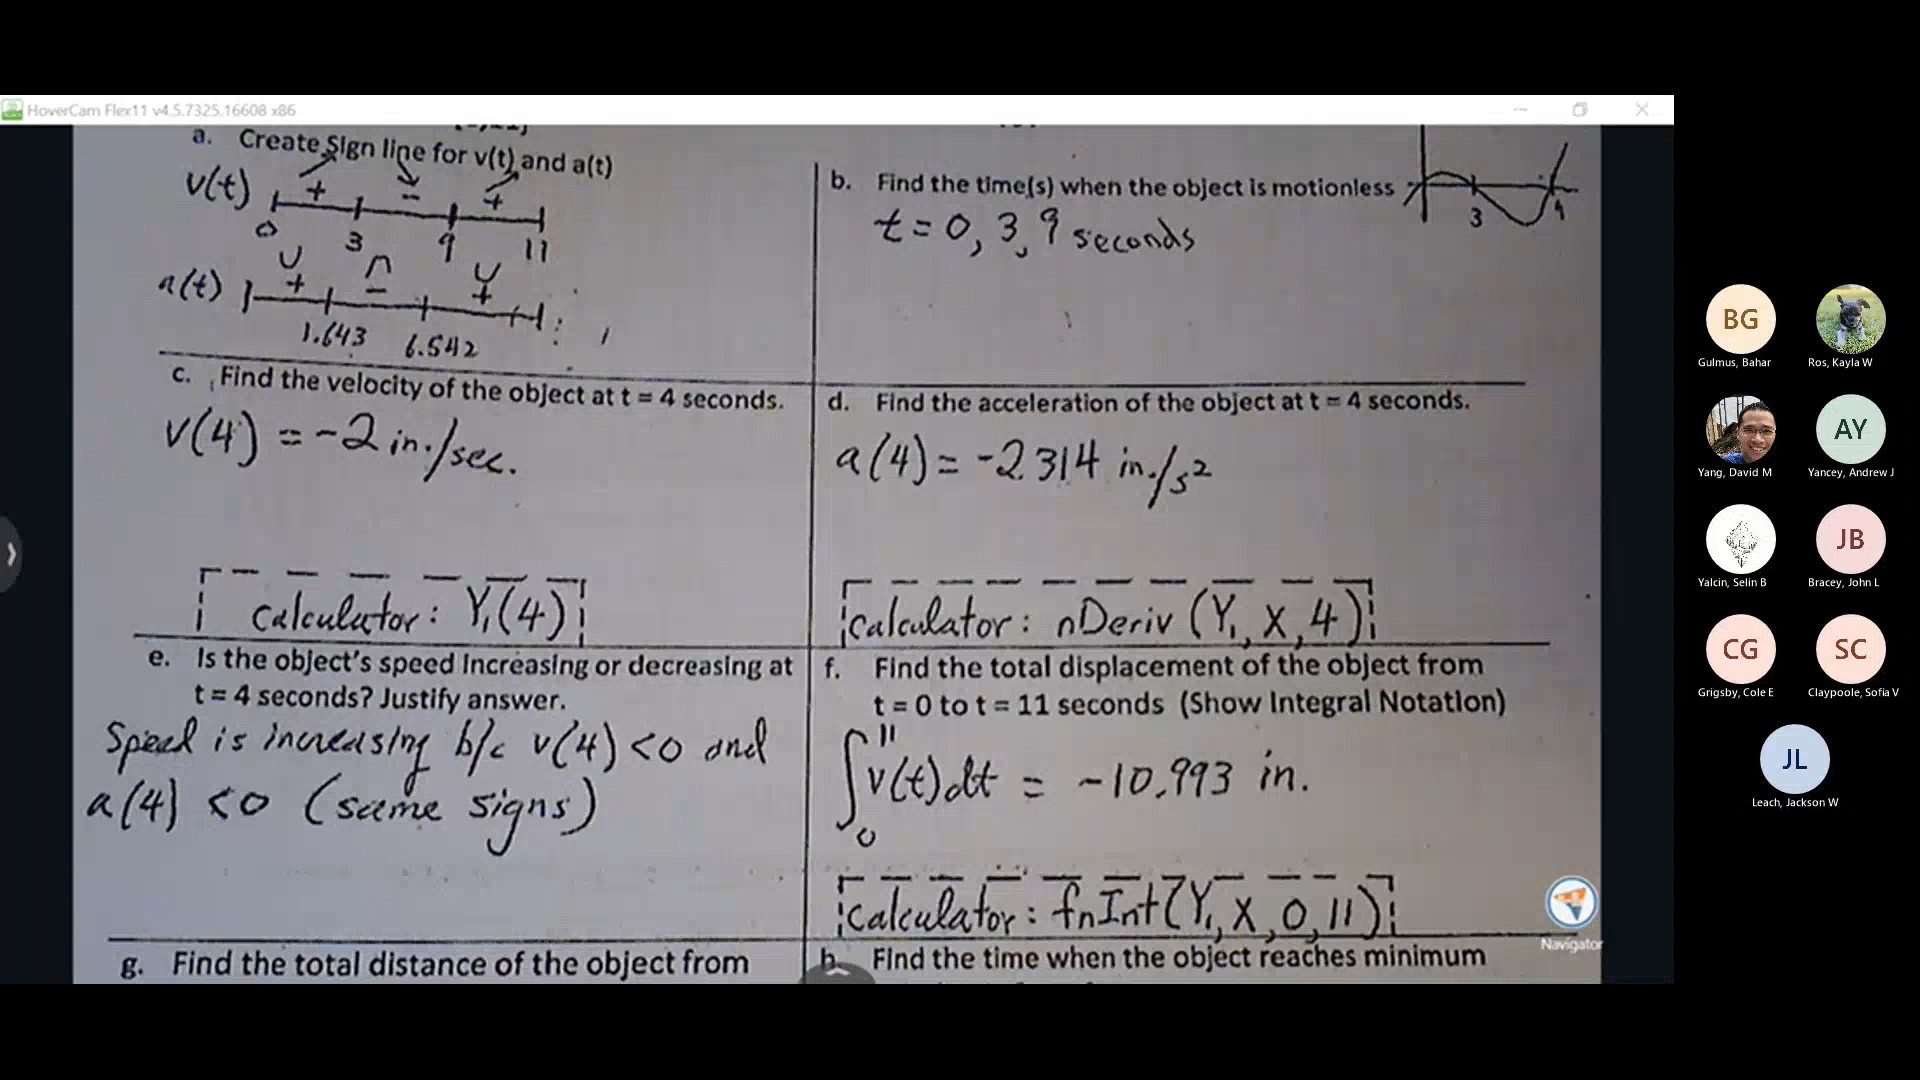 HoverCam Flex11 v4.5.7325.16608 x86
a. Create Sign line for v(t) and a(t)
v(t) + - +
0 3 9 11
a(t) + - +
1.643 6.542
b. Find the time(s) when the object is motionless
t = 0, 3, 9 seconds
3 9
c. Find the velocity of the object at t = 4 seconds.
v(4) = -2 in./sec.
calculator: Y₁(4)
d. Find the acceleration of the object at t = 4 seconds.
a(4) = -2.314 in./s²
calculator: nDeriv(Y₁, X, 4)
e. Is the object's speed increasing or decreasing at
t = 4 seconds? Justify answer.
Speed is increasing b/c v(4) <0 and
a(4) <0 (same signs)
f. Find the total displacement of the object from
t = 0 to t = 11 seconds (Show Integral Notation)
∫₀¹¹ v(t)dt = -10.993 in.
calculator: fnInt(Y₁, X, 0, 11)
Navigator
g. Find the total distance of the object from
h. Find the time when the object reaches minimum
BG
Gulmus, Bahar
Ros, Kayla W
Yang, David M
AY
Yancey, Andrew J
Yalcin, Selin B
JB
Bracey, John L
CG
Grigsby, Cole E
SC
Claypoole, Sofia V
JL
Leach, Jackson W